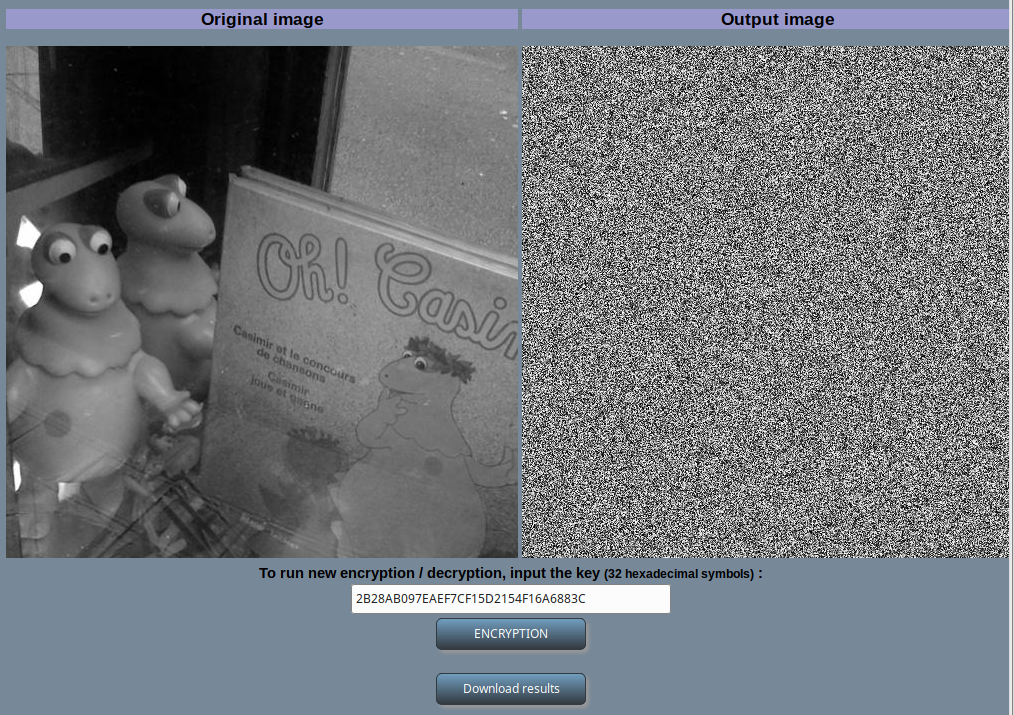 Original image
Output image
Oh! Casim
Casimir et le concours
de chansons
Casimir
joue et gagne
To run new encryption / decryption, input the key (32 hexadecimal symbols) :
2B28AB097EAEF7CF15D2154F16A6883C
ENCRYPTION
Download results